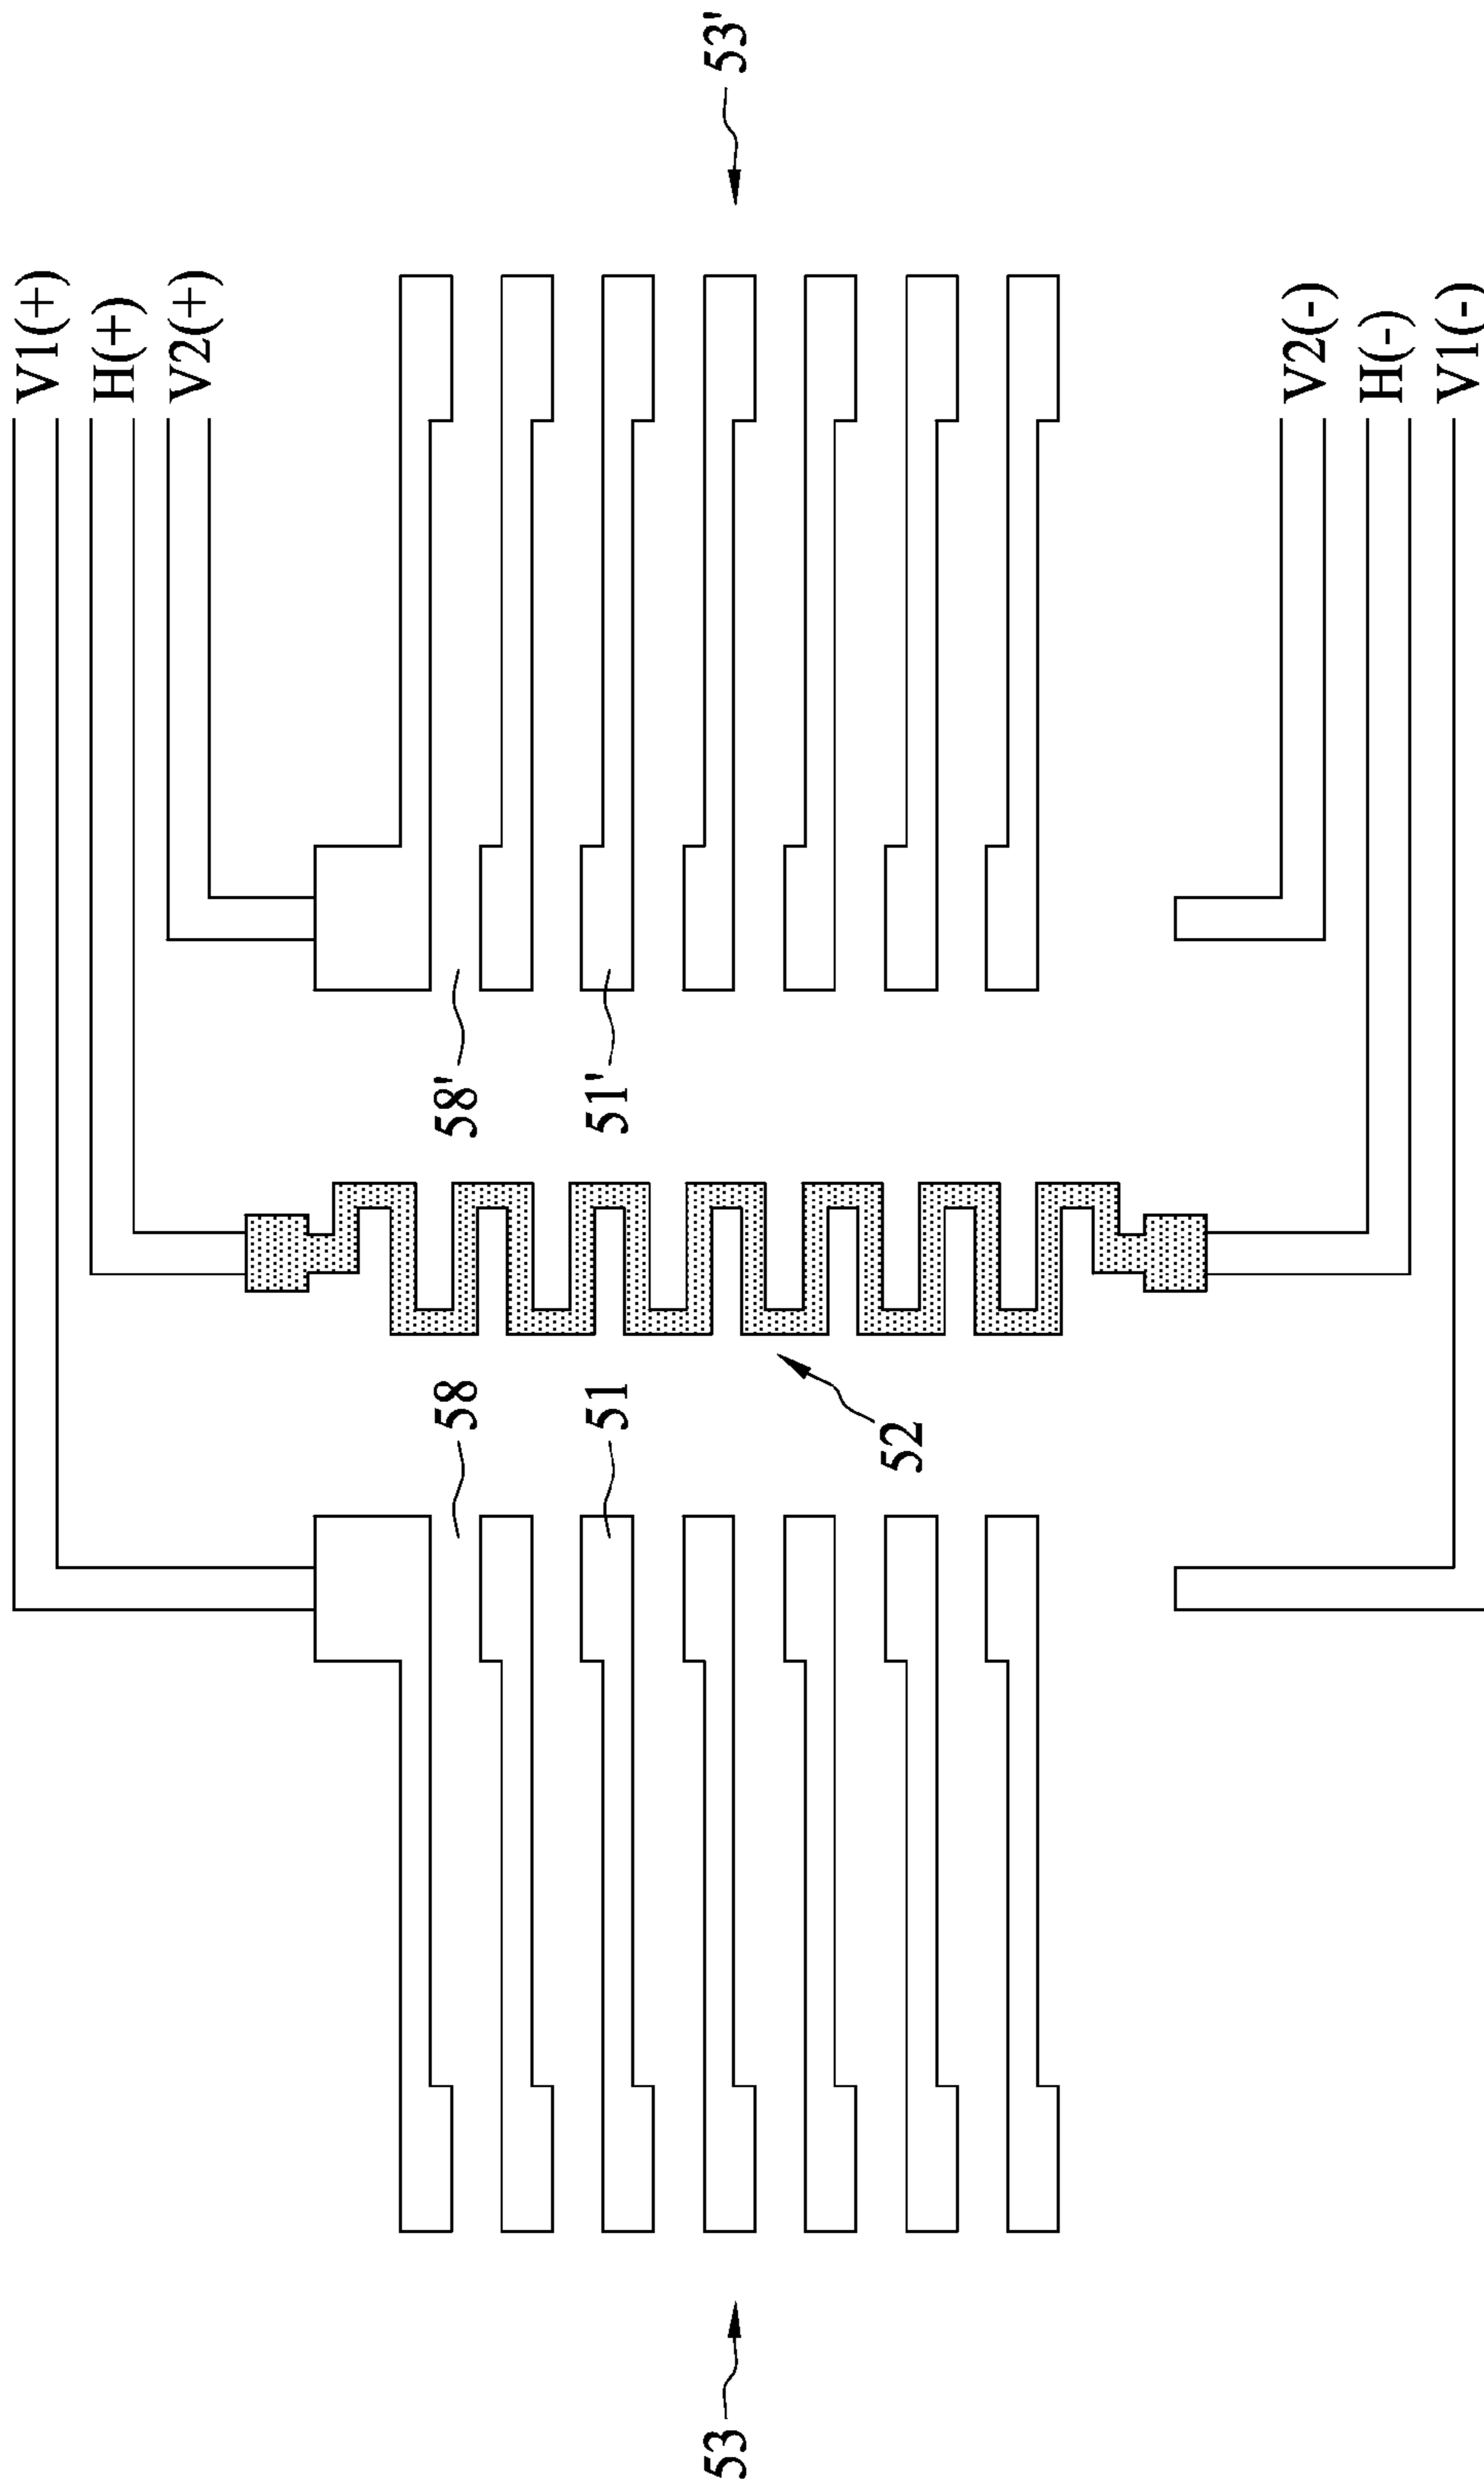 V1(+)
H(+)
V2(+)
58
58'
51
51'
53
53'
52
V2(-)
H(-)
V1(-)